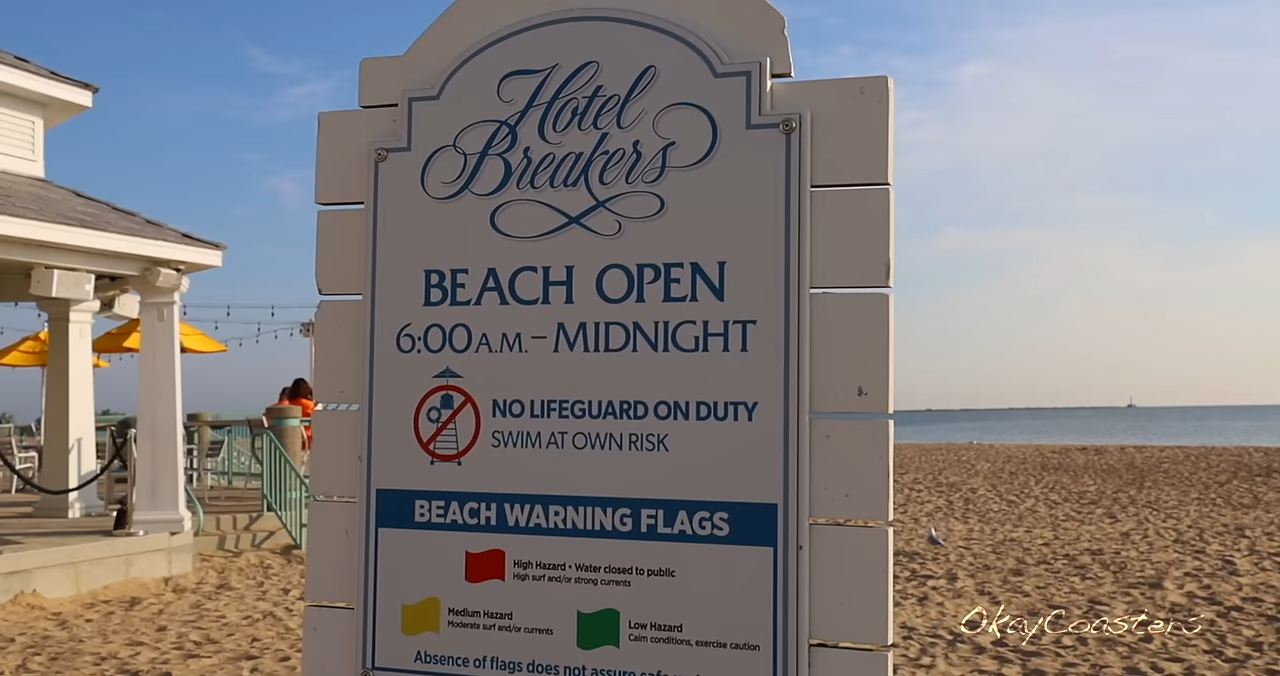 Hotel
Breakers
BEACH OPEN
6:00 A.M. – MIDNIGHT
NO LIFEGUARD ON DUTY
SWIM AT OWN RISK
BEACH WARNING FLAGS
High Hazard • Water closed to public
High surf and/or strong currents
Medium Hazard
Moderate surf and/or currents
Low Hazard
Calm conditions, exercise caution
Absence of flags does not assure
OkayCoasters